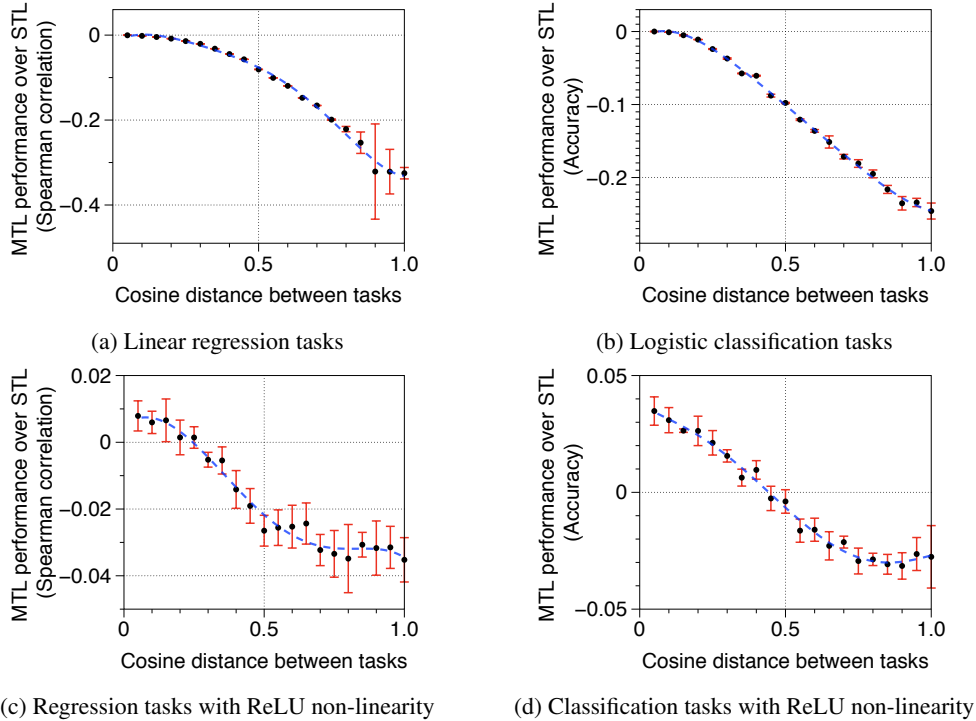 MTL performance over STL
(Spearman correlation)
0
−0.2
−0.4
0
0.5
1.0
Cosine distance between tasks
(a) Linear regression tasks
MTL performance over STL
(Accuracy)
0
−0.1
−0.2
0
0.5
1.0
Cosine distance between tasks
(b) Logistic classification tasks
MTL performance over STL
(Spearman correlation)
0.02
0
−0.02
−0.04
0
0.5
1.0
Cosine distance between tasks
(c) Regression tasks with ReLU non-linearity
MTL performance over STL
(Accuracy)
0.05
0
−0.05
0
0.5
1.0
Cosine distance between tasks
(d) Classification tasks with ReLU non-linearity